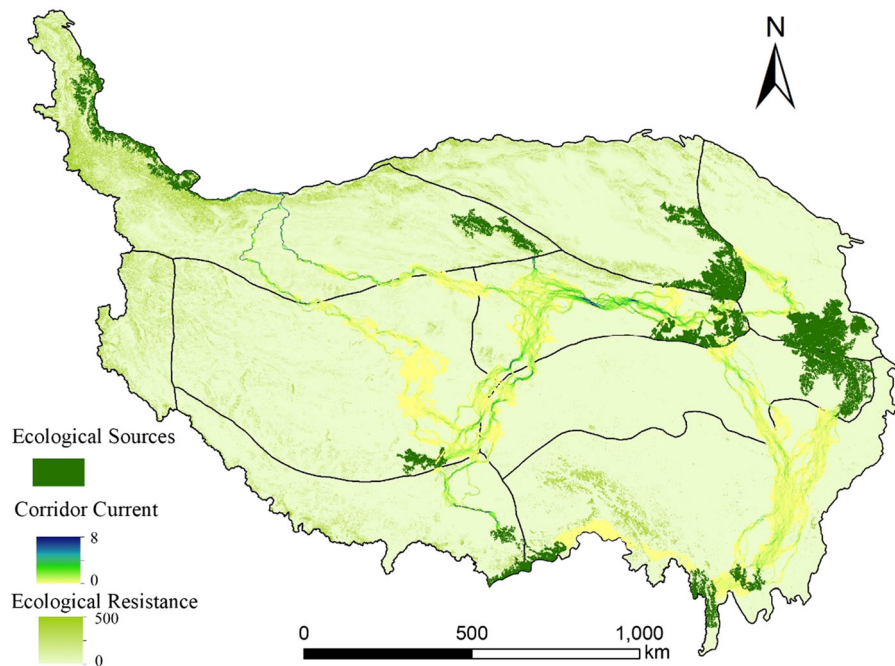 N
Ecological Sources
Corridor Current
8
0
Ecological Resistance
500
0
0 500 1,000
km